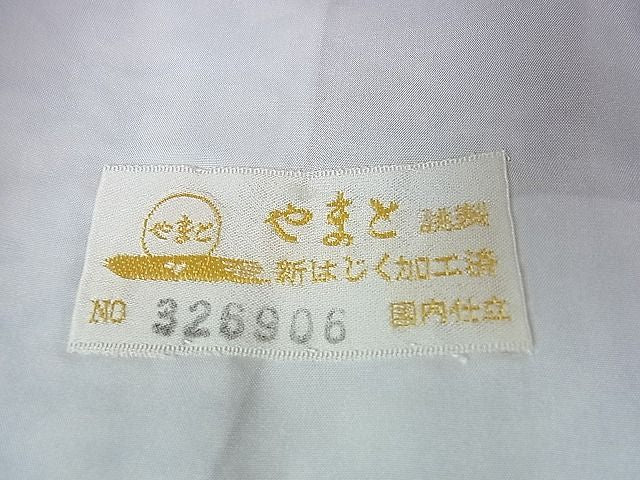 やまと
やまと 謹製
新はじく加工済
NO 326906
国内仕立